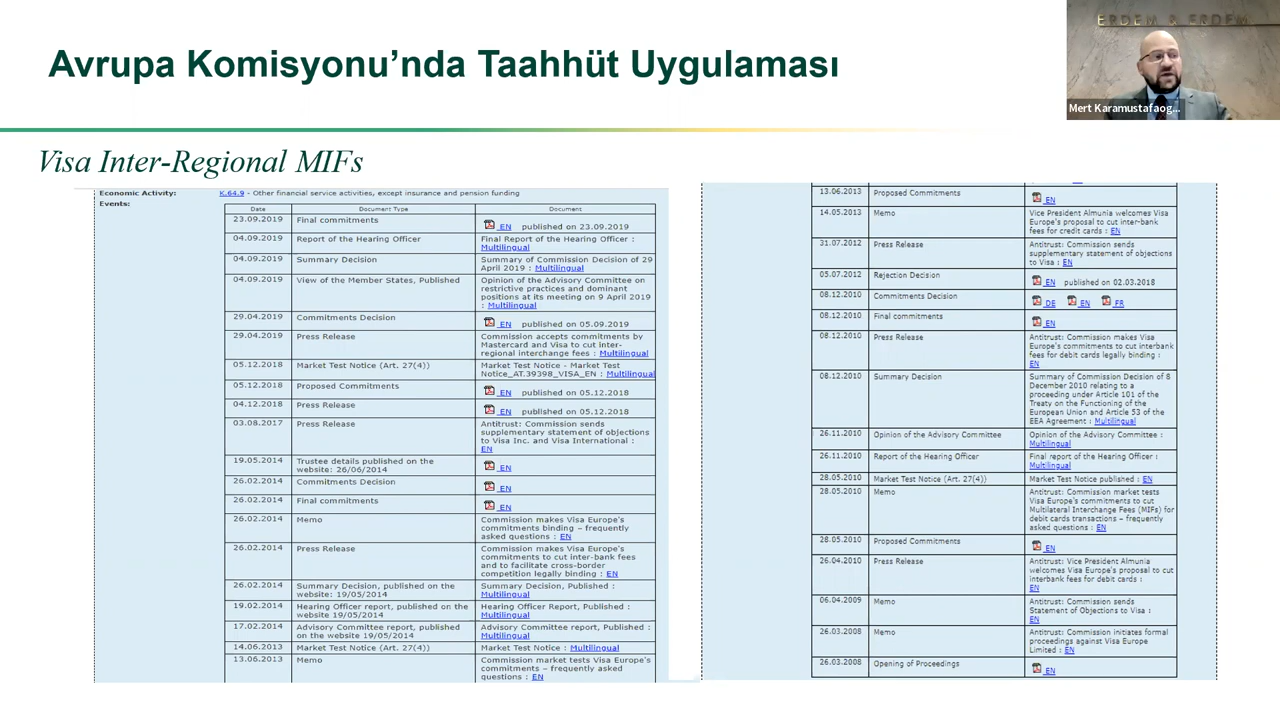 Avrupa Komisyonu’nda Taahhüt Uygulaması
ERDEM & ERDEM
Mert Karamustafaog...
Visa Inter-Regional MIFs
Economic Activity: K.64.9 - Other financial service activities, except insurance and pension funding
Events:
Date Document Type Document
23.09.2019 Final commitments EN published on 23.09.2019
04.09.2019 Report of the Hearing Officer Final Report of the Hearing Officer :
Multilingual
04.09.2019 Summary Decision Summary of Commission Decision of 29
April 2019 : Multilingual
04.09.2019 View of the Member States, Published Opinion of the Advisory Committee on
restrictive practices and dominant
positions at its meeting on 9 April 2019
: Multilingual
29.04.2019 Commitments Decision EN published on 05.09.2019
29.04.2019 Press Release Commission accepts commitments by
Mastercard and Visa to cut inter-
regional interchange fees : Multilingual
05.12.2018 Market Test Notice (Art. 27(4)) Market Test Notice - Market Test
Notice_AT.39398_VISA_EN : Multilingual
05.12.2018 Proposed Commitments EN published on 05.12.2018
04.12.2018 Press Release EN published on 05.12.2018
03.08.2017 Press Release Antitrust: Commission sends
supplementary statement of objections
to Visa Inc. and Visa International :
EN
19.05.2014 Trustee details published on the
website: 26/06/2014 EN
26.02.2014 Commitments Decision EN
26.02.2014 Final commitments EN
26.02.2014 Memo Commission makes Visa Europe's
commitments binding – frequently
asked questions : EN
26.02.2014 Press Release Commission makes Visa Europe's
commitments to cut inter-bank fees
and to facilitate cross-border
competition legally binding : EN
26.02.2014 Summary Decision, published on the Summary Decision, Published :
website: 19/05/2014 Multilingual
19.02.2014 Hearing Officer report, published on Hearing Officer Report, Published :
the website 19/05/2014 Multilingual
17.02.2014 Advisory Committee report, published Advisory Committee report, Published :
on the website 19/05/2014 Multilingual
14.06.2013 Market Test Notice (Art. 27(4)) Market Test Notice : Multilingual
13.06.2013 Memo Commission market tests Visa Europe's
commitments – frequently asked
questions : EN
13.06.2013 Proposed Commitments EN
14.05.2013 Memo Vice President Almunia welcomes Visa
Europe's proposal to cut inter-bank
fees for credit cards : EN
31.07.2012 Press Release Antitrust: Commission sends
supplementary statement of objections
to Visa : EN
05.07.2012 Rejection Decision EN published on 02.03.2018
08.12.2010 Commitments Decision DE EN FR
08.12.2010 Final commitments EN
08.12.2010 Press Release Antitrust: Commission makes Visa
Europe's commitments to cut interbank
fees for debit cards legally binding :
EN
08.12.2010 Summary Decision Summary of Commission Decision of 8
December 2010 relating to a
proceeding under Article 101 of the
Treaty on the Functioning of the
European Union and Article 53 of the
EEA Agreement : Multilingual
26.11.2010 Opinion of the Advisory Committee Opinion of the Advisory Committee :
Multilingual
26.11.2010 Report of the Hearing Officer Final report of the Hearing Officer :
Multilingual
28.05.2010 Market Test Notice (Art. 27(4)) Market Test Notice published : EN
28.05.2010 Memo Antitrust: Commission market tests
Visa Europe's commitments to cut
Multilateral Interchange Fees (MIFs) for
debit cards transactions – frequently
asked questions : EN
28.05.2010 Proposed Commitments EN
26.04.2010 Press Release Antitrust: Vice President Almunia
welcomes Visa Europe's proposal to cut
interbank fees for debit cards :
EN
06.04.2009 Memo Antitrust: Commission sends
Statement of Objections to Visa :
EN
26.03.2008 Memo Antitrust: Commission initiates formal
proceedings against Visa Europe
Limited : EN
26.03.2008 Opening of Proceedings EN